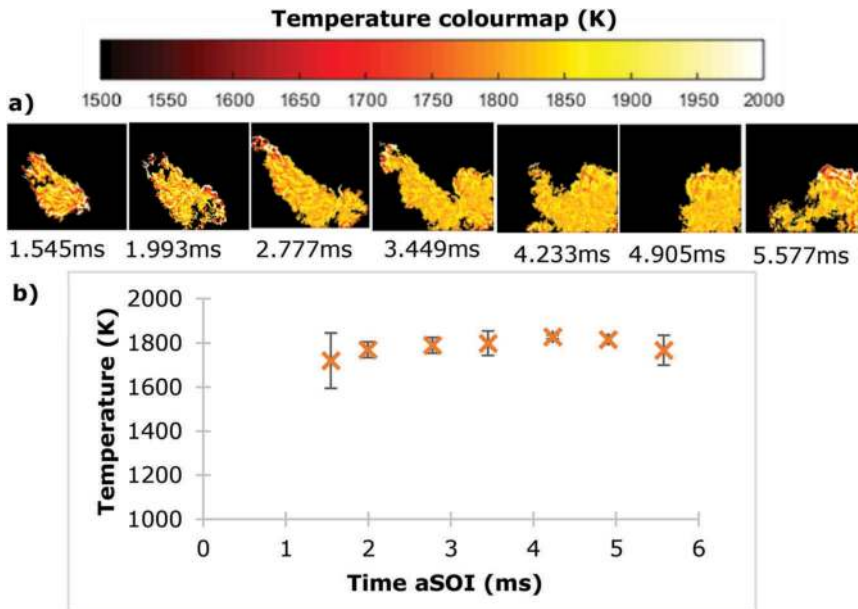 Temperature colourmap (K)
1500 1550 1600 1650 1700 1750 1800 1850 1900 1950 2000
a)
1.545ms 1.993ms 2.777ms 3.449ms 4.233ms 4.905ms 5.577ms
b)
Temperature (K)
2000
1800
1600
1400
1200
1000
0 1 2 3 4 5 6
Time aSOI (ms)